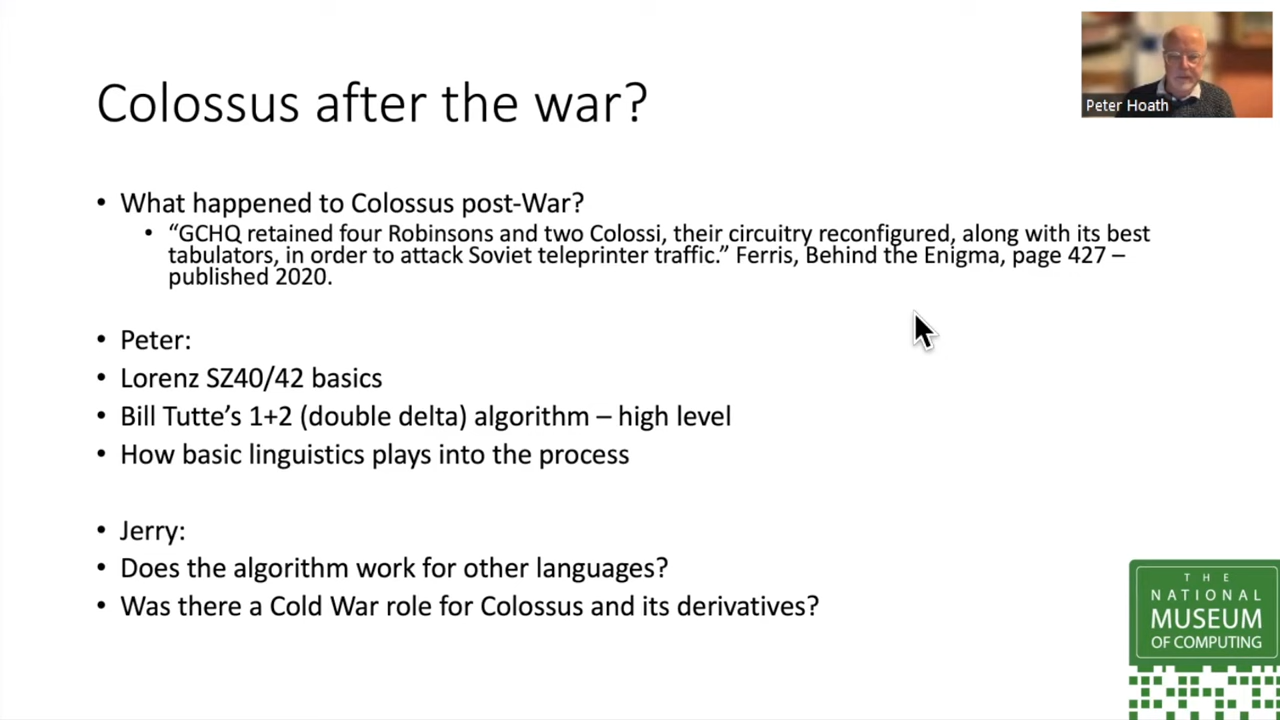 Colossus after the war?
Peter Hoath
• What happened to Colossus post-War?
• “GCHQ retained four Robinsons and two Colossi, their circuitry reconfigured, along with its best
tabulators, in order to attack Soviet teleprinter traffic.” Ferris, Behind the Enigma, page 427 –
published 2020.
• Peter:
• Lorenz SZ40/42 basics
• Bill Tutte’s 1+2 (double delta) algorithm – high level
• How basic linguistics plays into the process
• Jerry:
• Does the algorithm work for other languages?
• Was there a Cold War role for Colossus and its derivatives?
THE
NATIONAL
MUSEUM
OF COMPUTING